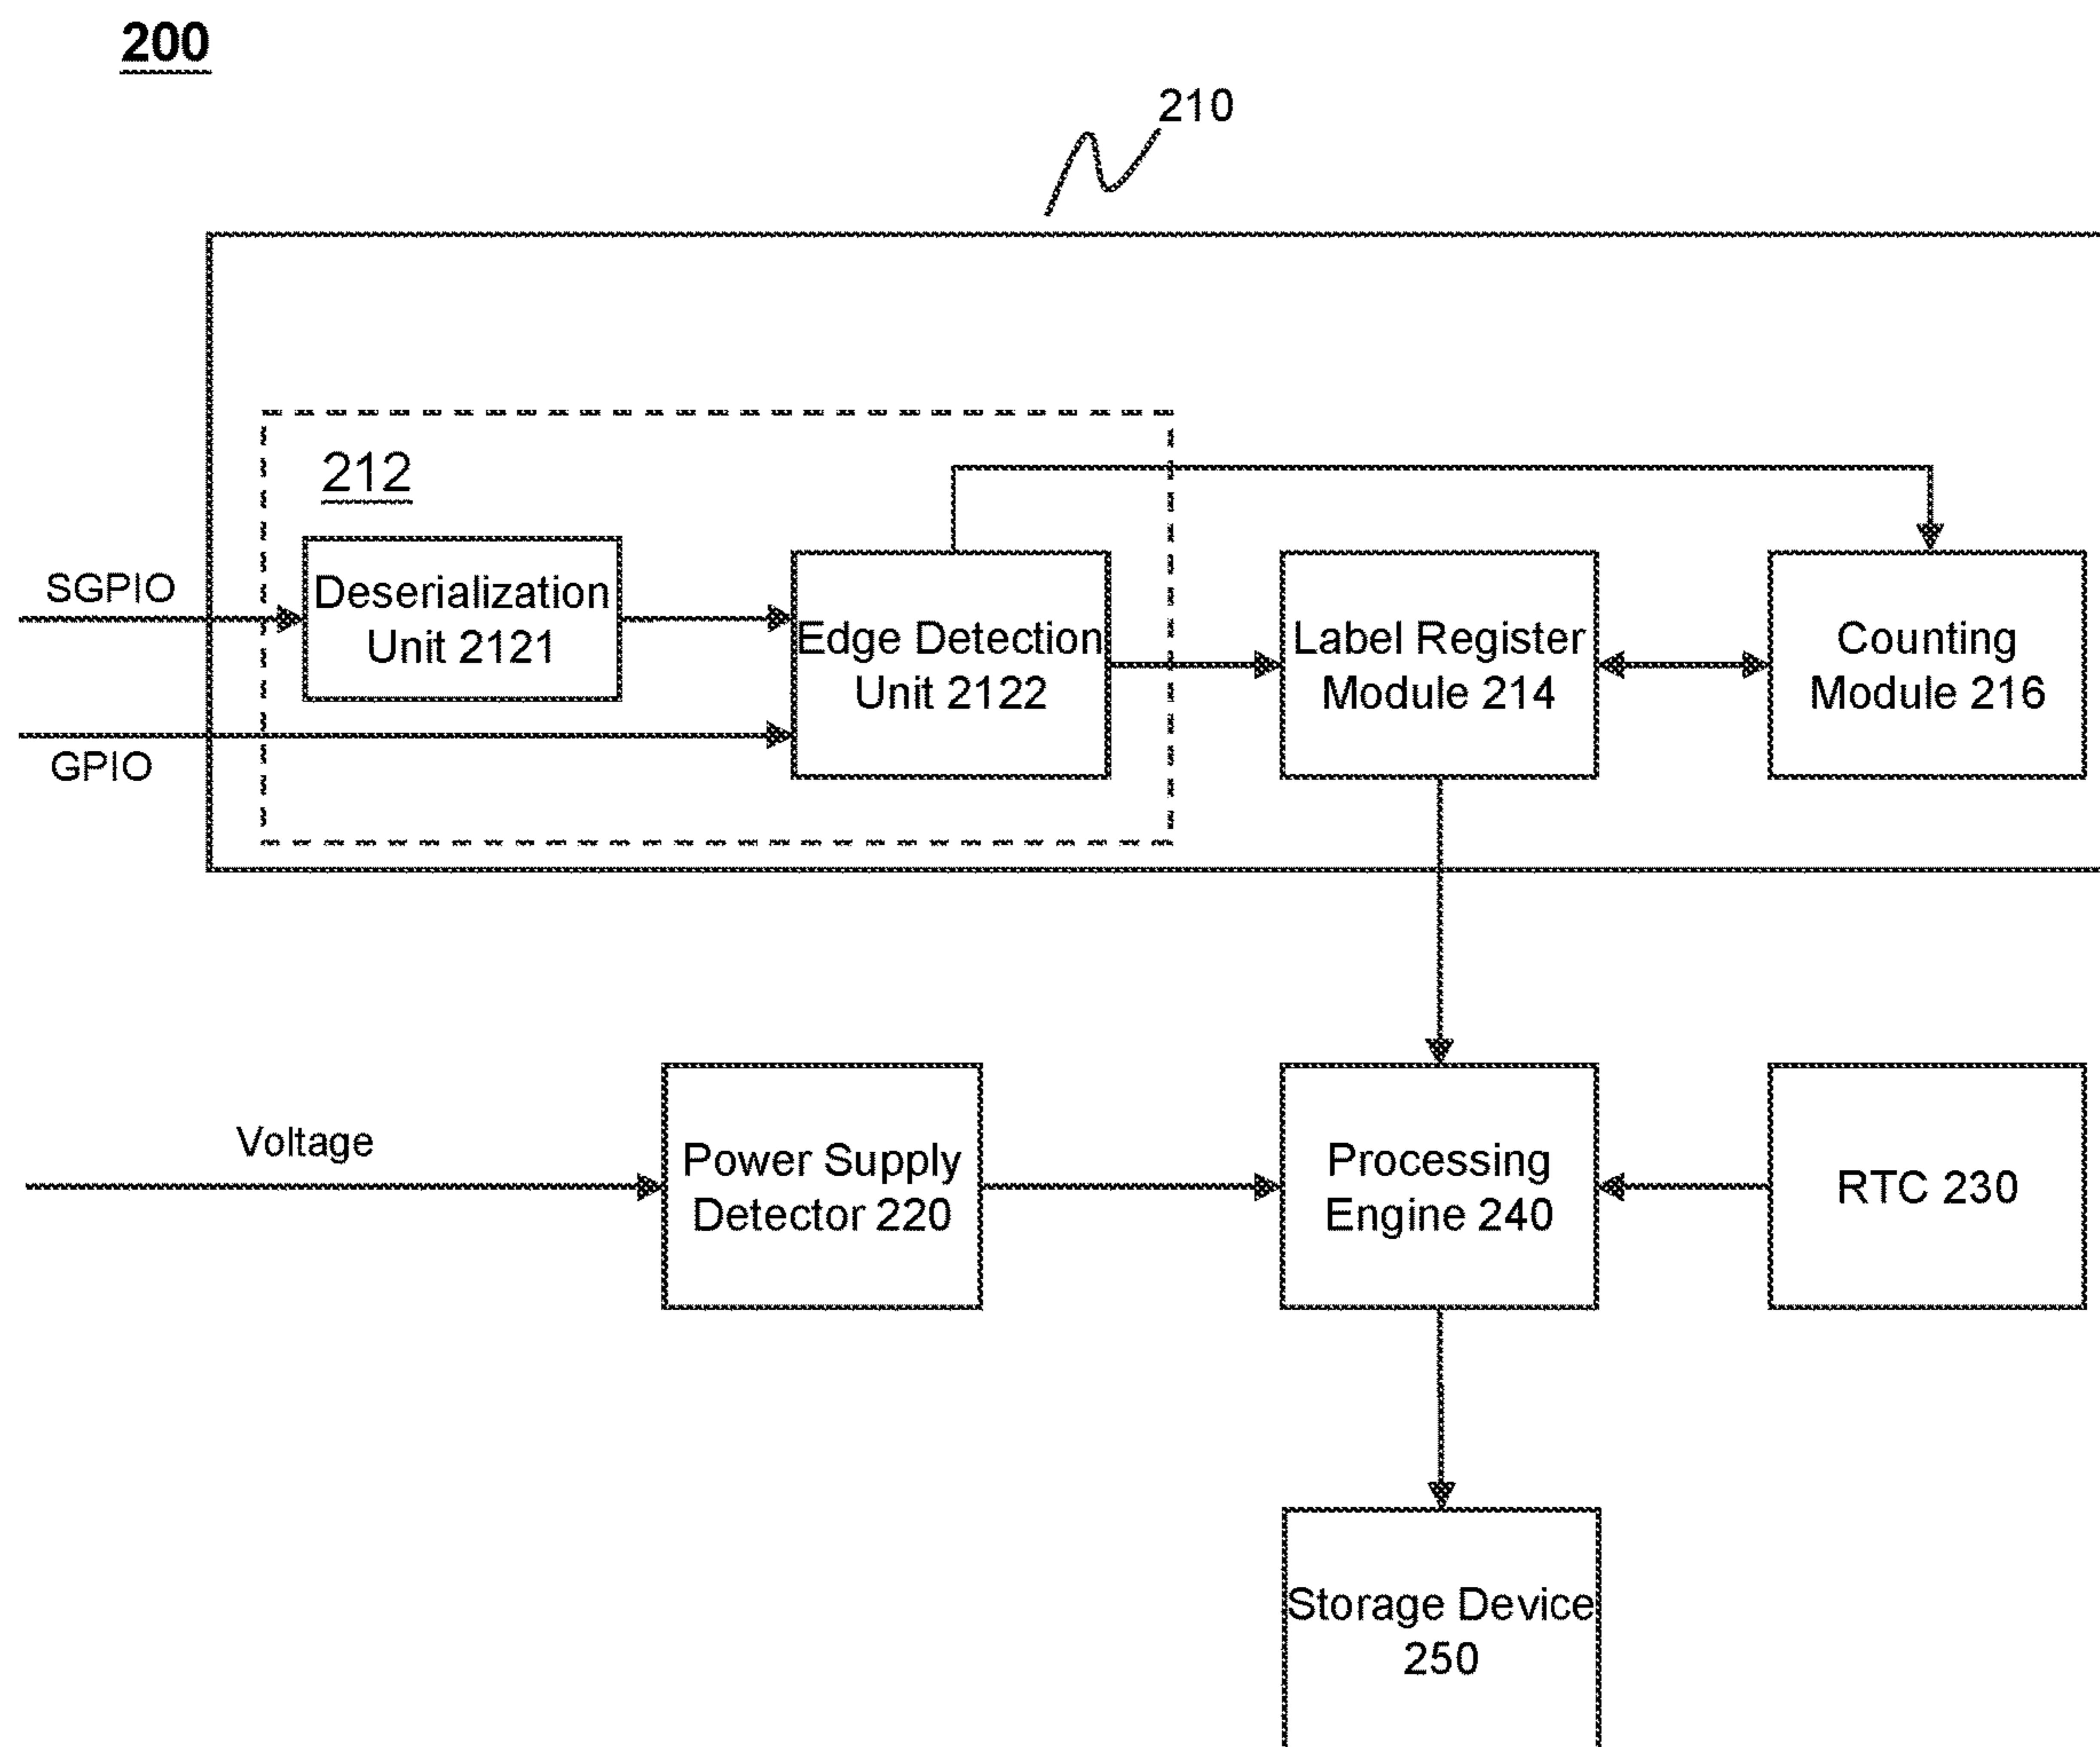 200
210
212
SGPIO
Deserialization
Unit 2121
Edge Detection
Unit 2122
Label Register
Module 214
Counting
Module 216
GPIO
Voltage
Power Supply
Detector 220
Processing
Engine 240
RTC 230
Storage Device
250